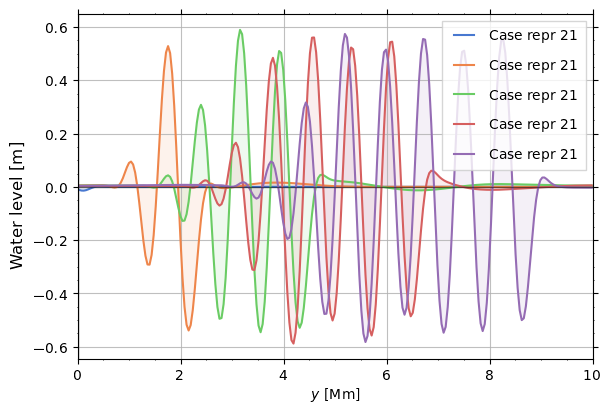 Case repr 21
Case repr 21
Case repr 21
Case repr 21
Case repr 21
Water level [m]
0.6
0.4
0.2
0.0
−0.2
−0.4
−0.6
0 2 4 6 8 10
y [Mm]